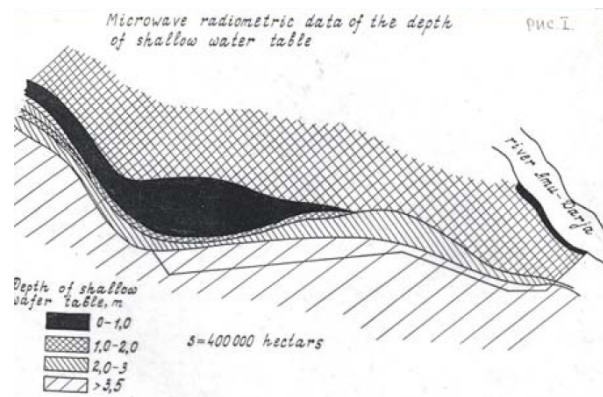 Microwave radiometric data of the depth
of shallow water table
рис. I.
river Amu-Darja
Depth of shallow
water table, m
0-1,0
1,0-2,0
2,0-3
>3,5
s=400 000 hectars